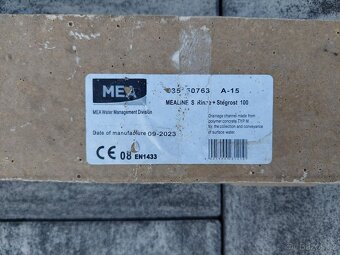 MEA
A-15
MEALINE S Rinne + Stegrost 100
MEA Water Management Division
Drainage channel made from
polymer-concrete TYP M
for the collection and conveyance
of surface water.
Date of manufacture 09-2023
CE 08 EN1433